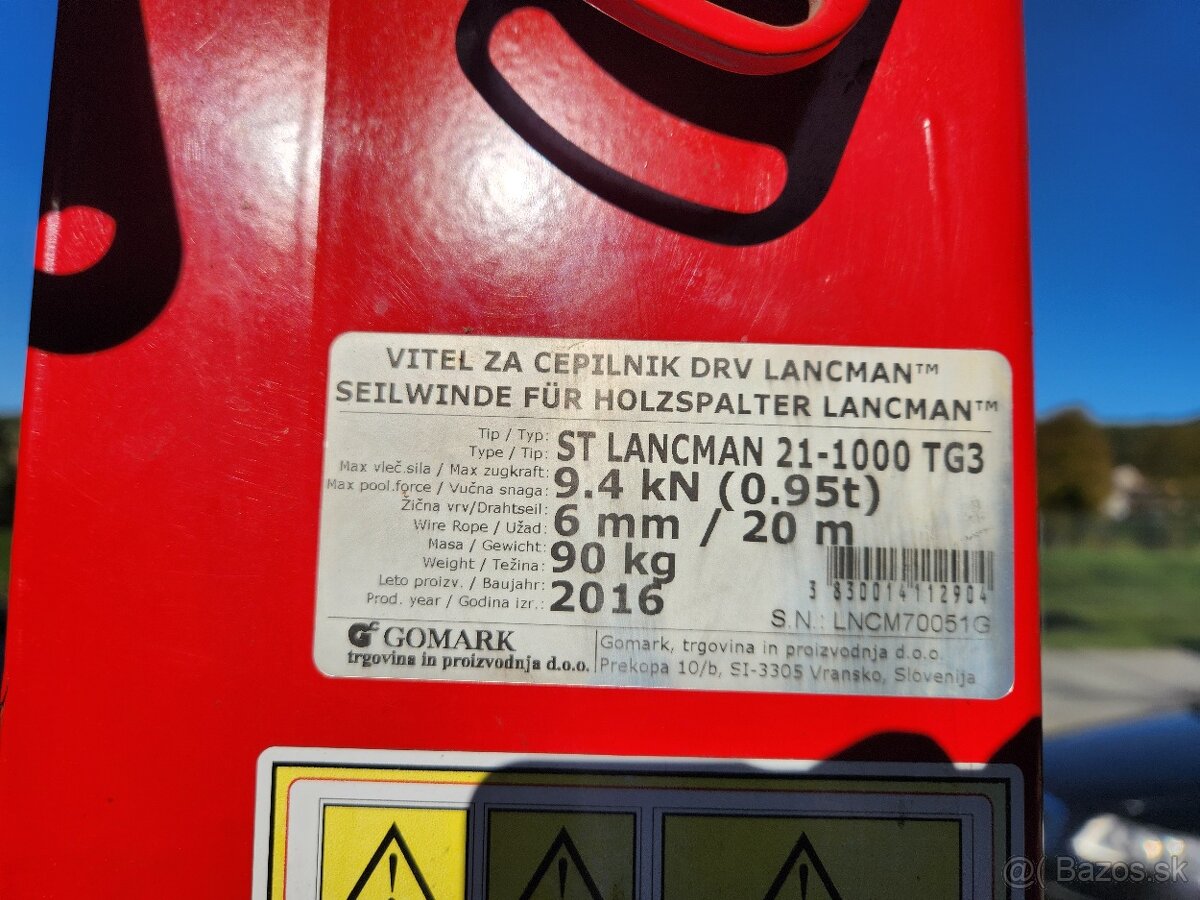 VITEL ZA CEPILNIK DRV LANCMAN™
SEILWINDE FÜR HOLZSPALTER LANCMAN™
Tip / Typ:
Type / Tip: ST LANCMAN 21-1000 TG3
Max vleč.sila / Max zugkraft:
Max pool.force / Vučna snaga: 9.4 kN (0.95t)
Žična vrv/Drahtseil:
Wire Rope / Užad: 6 mm / 20 m
Masa / Gewicht:
Weight / Težina: 90 kg
Leto proizv. / Baujahr:
Prod. year / Godina izr.: 2016
3 830014 112904
S.N.: LNCM70051G
GOMARK
trgovina in proizvodnja d.o.o.
Gomark, trgovina in proizvodnja d.o.o.
Prekopa 10/b, SI-3305 Vransko, Slovenija
Bazos.sk